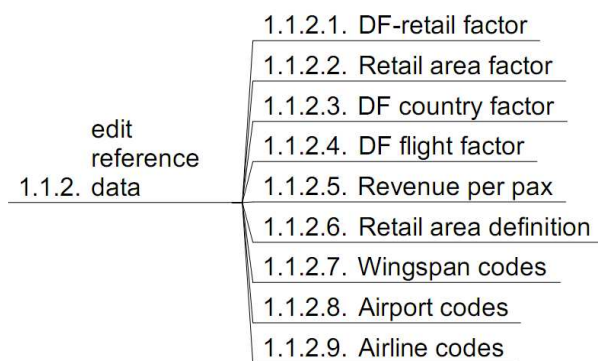 edit
reference
1.1.2. data
1.1.2.1. DF-retail factor
1.1.2.2. Retail area factor
1.1.2.3. DF country factor
1.1.2.4. DF flight factor
1.1.2.5. Revenue per pax
1.1.2.6. Retail area definition
1.1.2.7. Wingspan codes
1.1.2.8. Airport codes
1.1.2.9. Airline codes